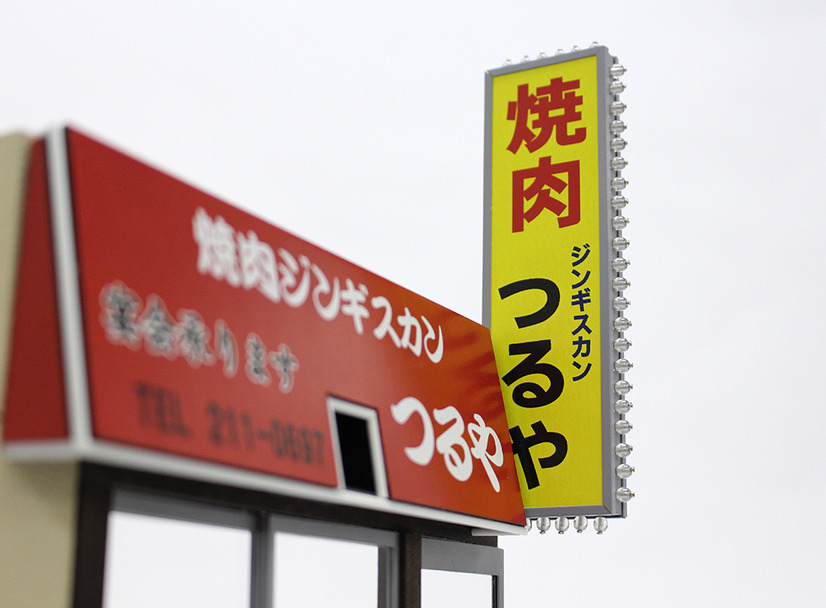 焼肉ジンギスカン
宴会承ります
TEL 211-0697
つるや
焼肉
ジンギスカン
つるや